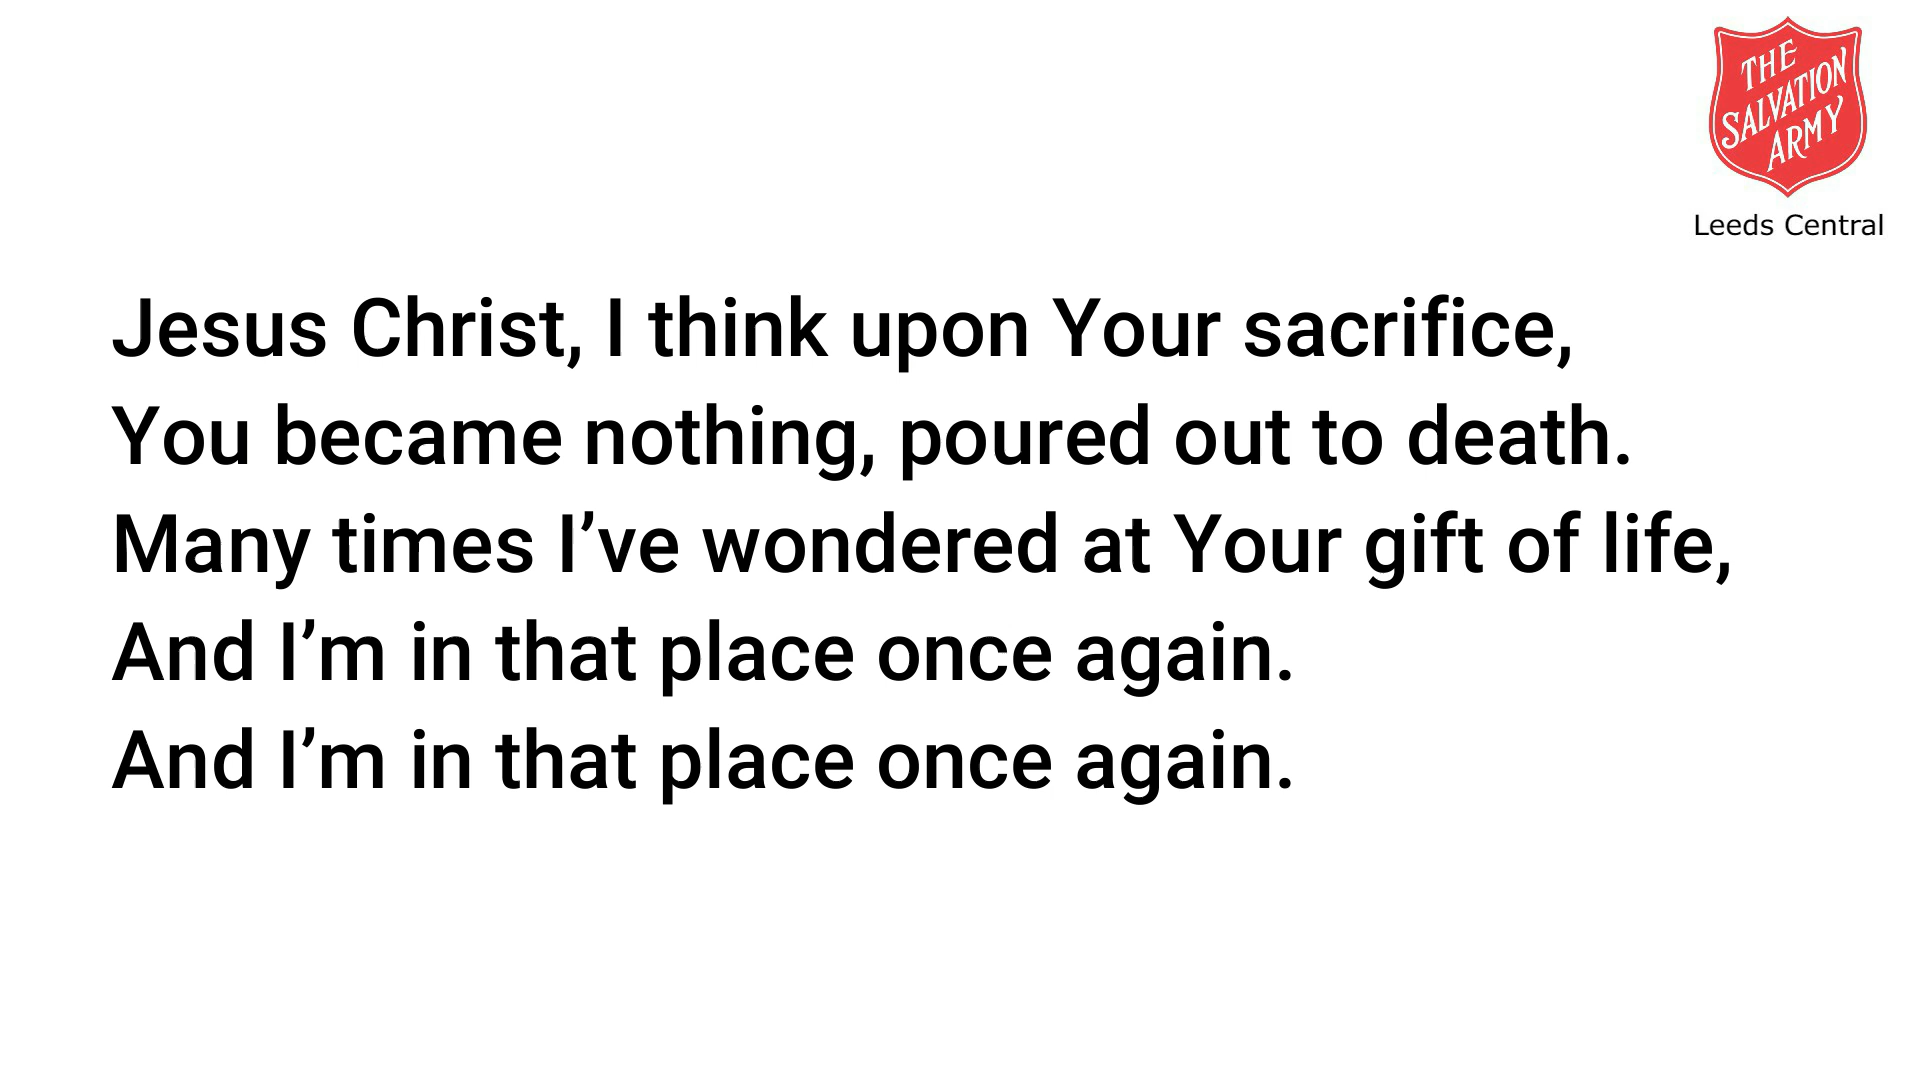 THE
SALVATION
ARMY
Leeds Central
Jesus Christ, I think upon Your sacrifice,
You became nothing, poured out to death.
Many times I’ve wondered at Your gift of life,
And I’m in that place once again.
And I’m in that place once again.